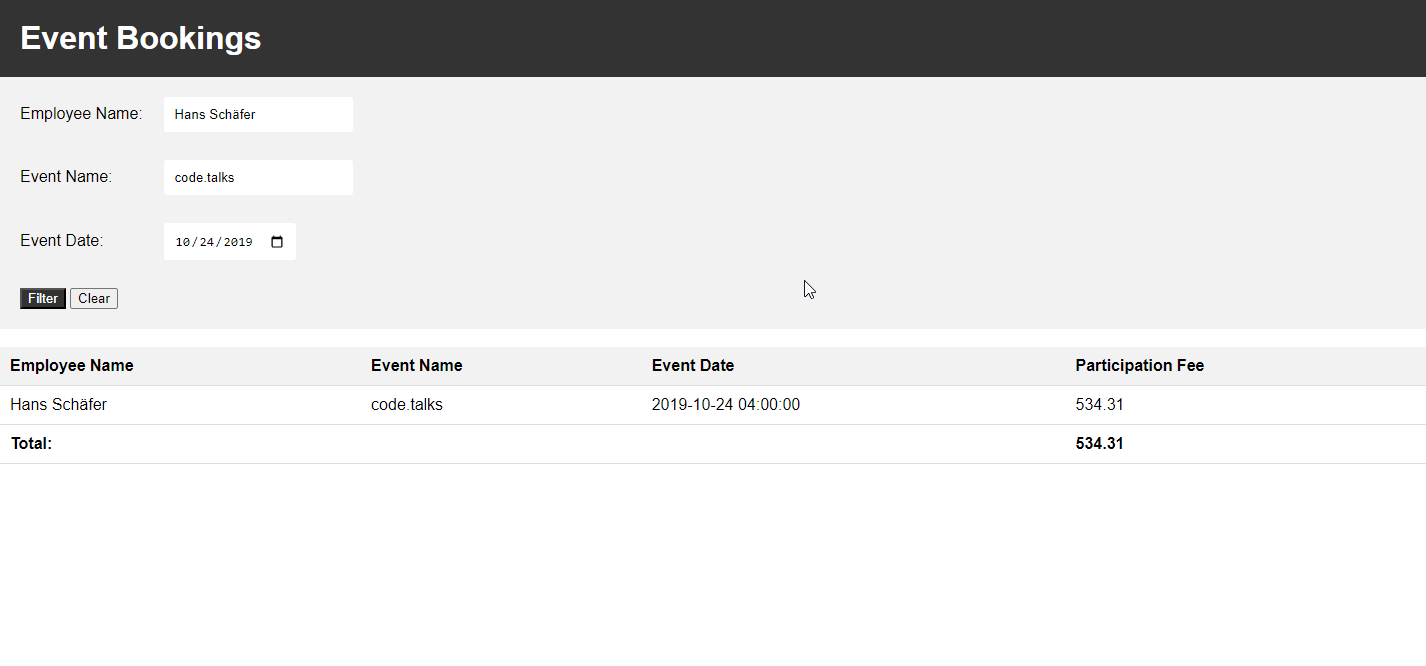 Event Bookings
Employee Name: Hans Schäfer
Event Name: code.talks
Event Date: 10/24/2019
Filter Clear
Employee Name Event Name Event Date Participation Fee
Hans Schäfer code.talks 2019-10-24 04:00:00 534.31
Total: 534.31